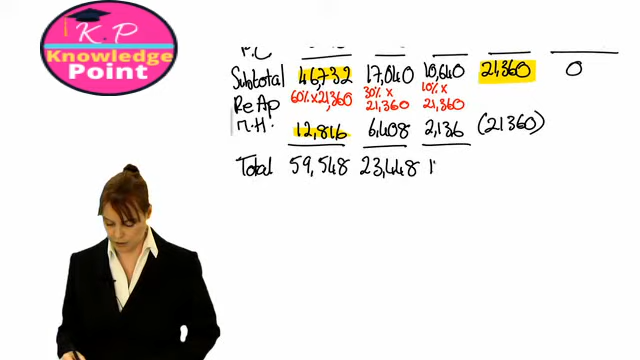 K.P
Knowledge
Point
Subtotal 46,732 17,040 10,640 21,360 0
Re Ap 60% x 21,360 30% x 21,360 10% x 21,360
M.H. 12,816 6,408 2,136 (21360)
Total 59,548 23,448 1